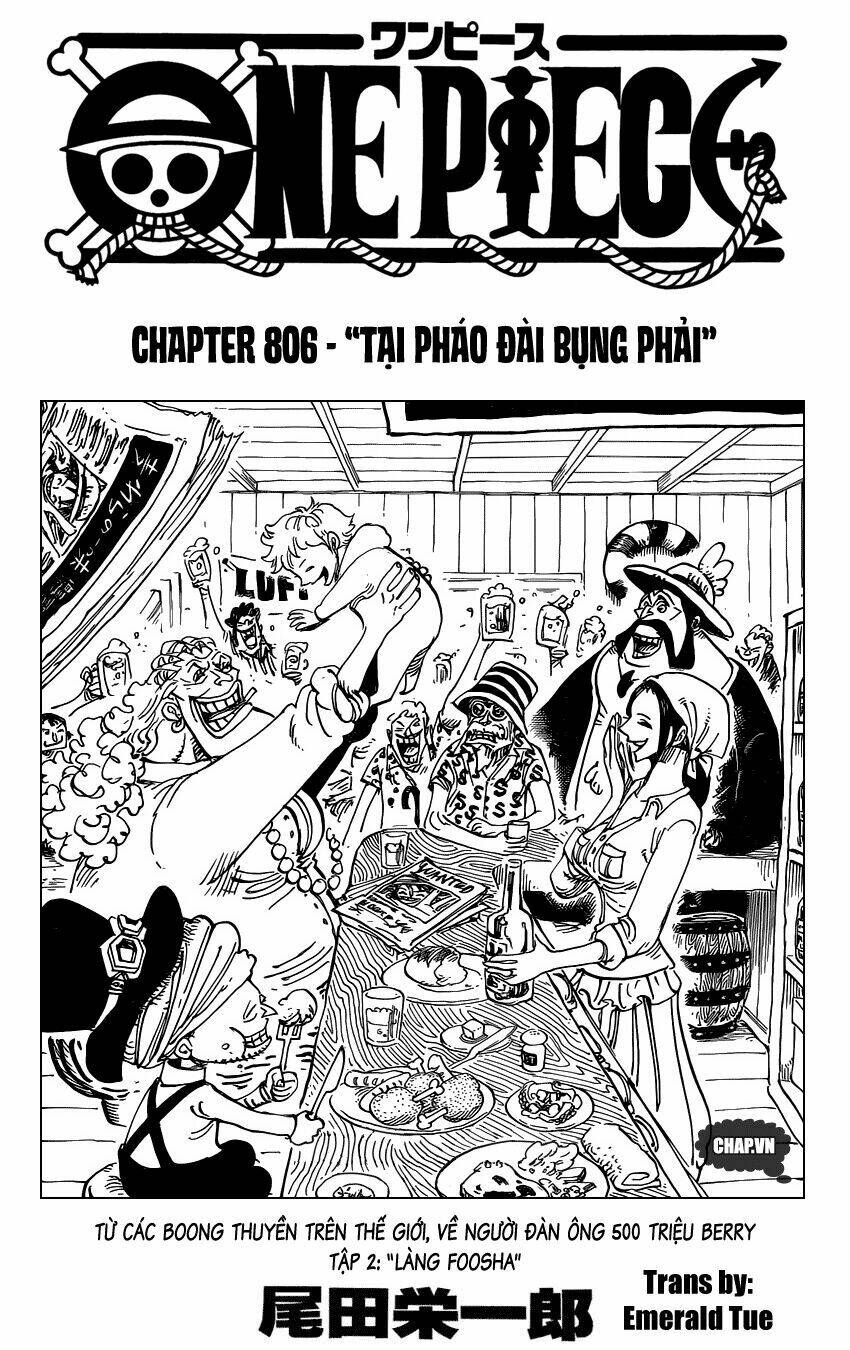 ワンピース
ONE PIECE
CHAPTER 806 - “TẠI PHÁO ĐÀI BỤNG PHẢI”
LUF
WANTED
CHAP.VN
TỪ CÁC BOONG THUYỀN TRÊN THẾ GIỚI, VỀ NGƯỜI ĐÀN ÔNG 500 TRIỆU BERRY
TẬP 2: “LÀNG FOOSHA”
尾田栄一郎
Trans by:
Emerald Tue